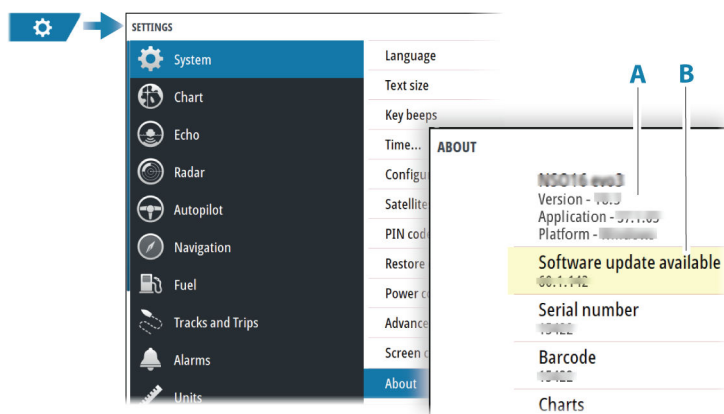 SETTINGS
System
Chart
Echo
Radar
Autopilot
Navigation
Fuel
Tracks and Trips
Alarms
Units
Language
Text size
Key beeps
Time...
Satellite
PIN code
Restore
Power
Advance
Screen
About
A B
ABOUT
NSO16 evo3
Version -
Application -
Platform -
Software update available
Serial number
Barcode
Charts